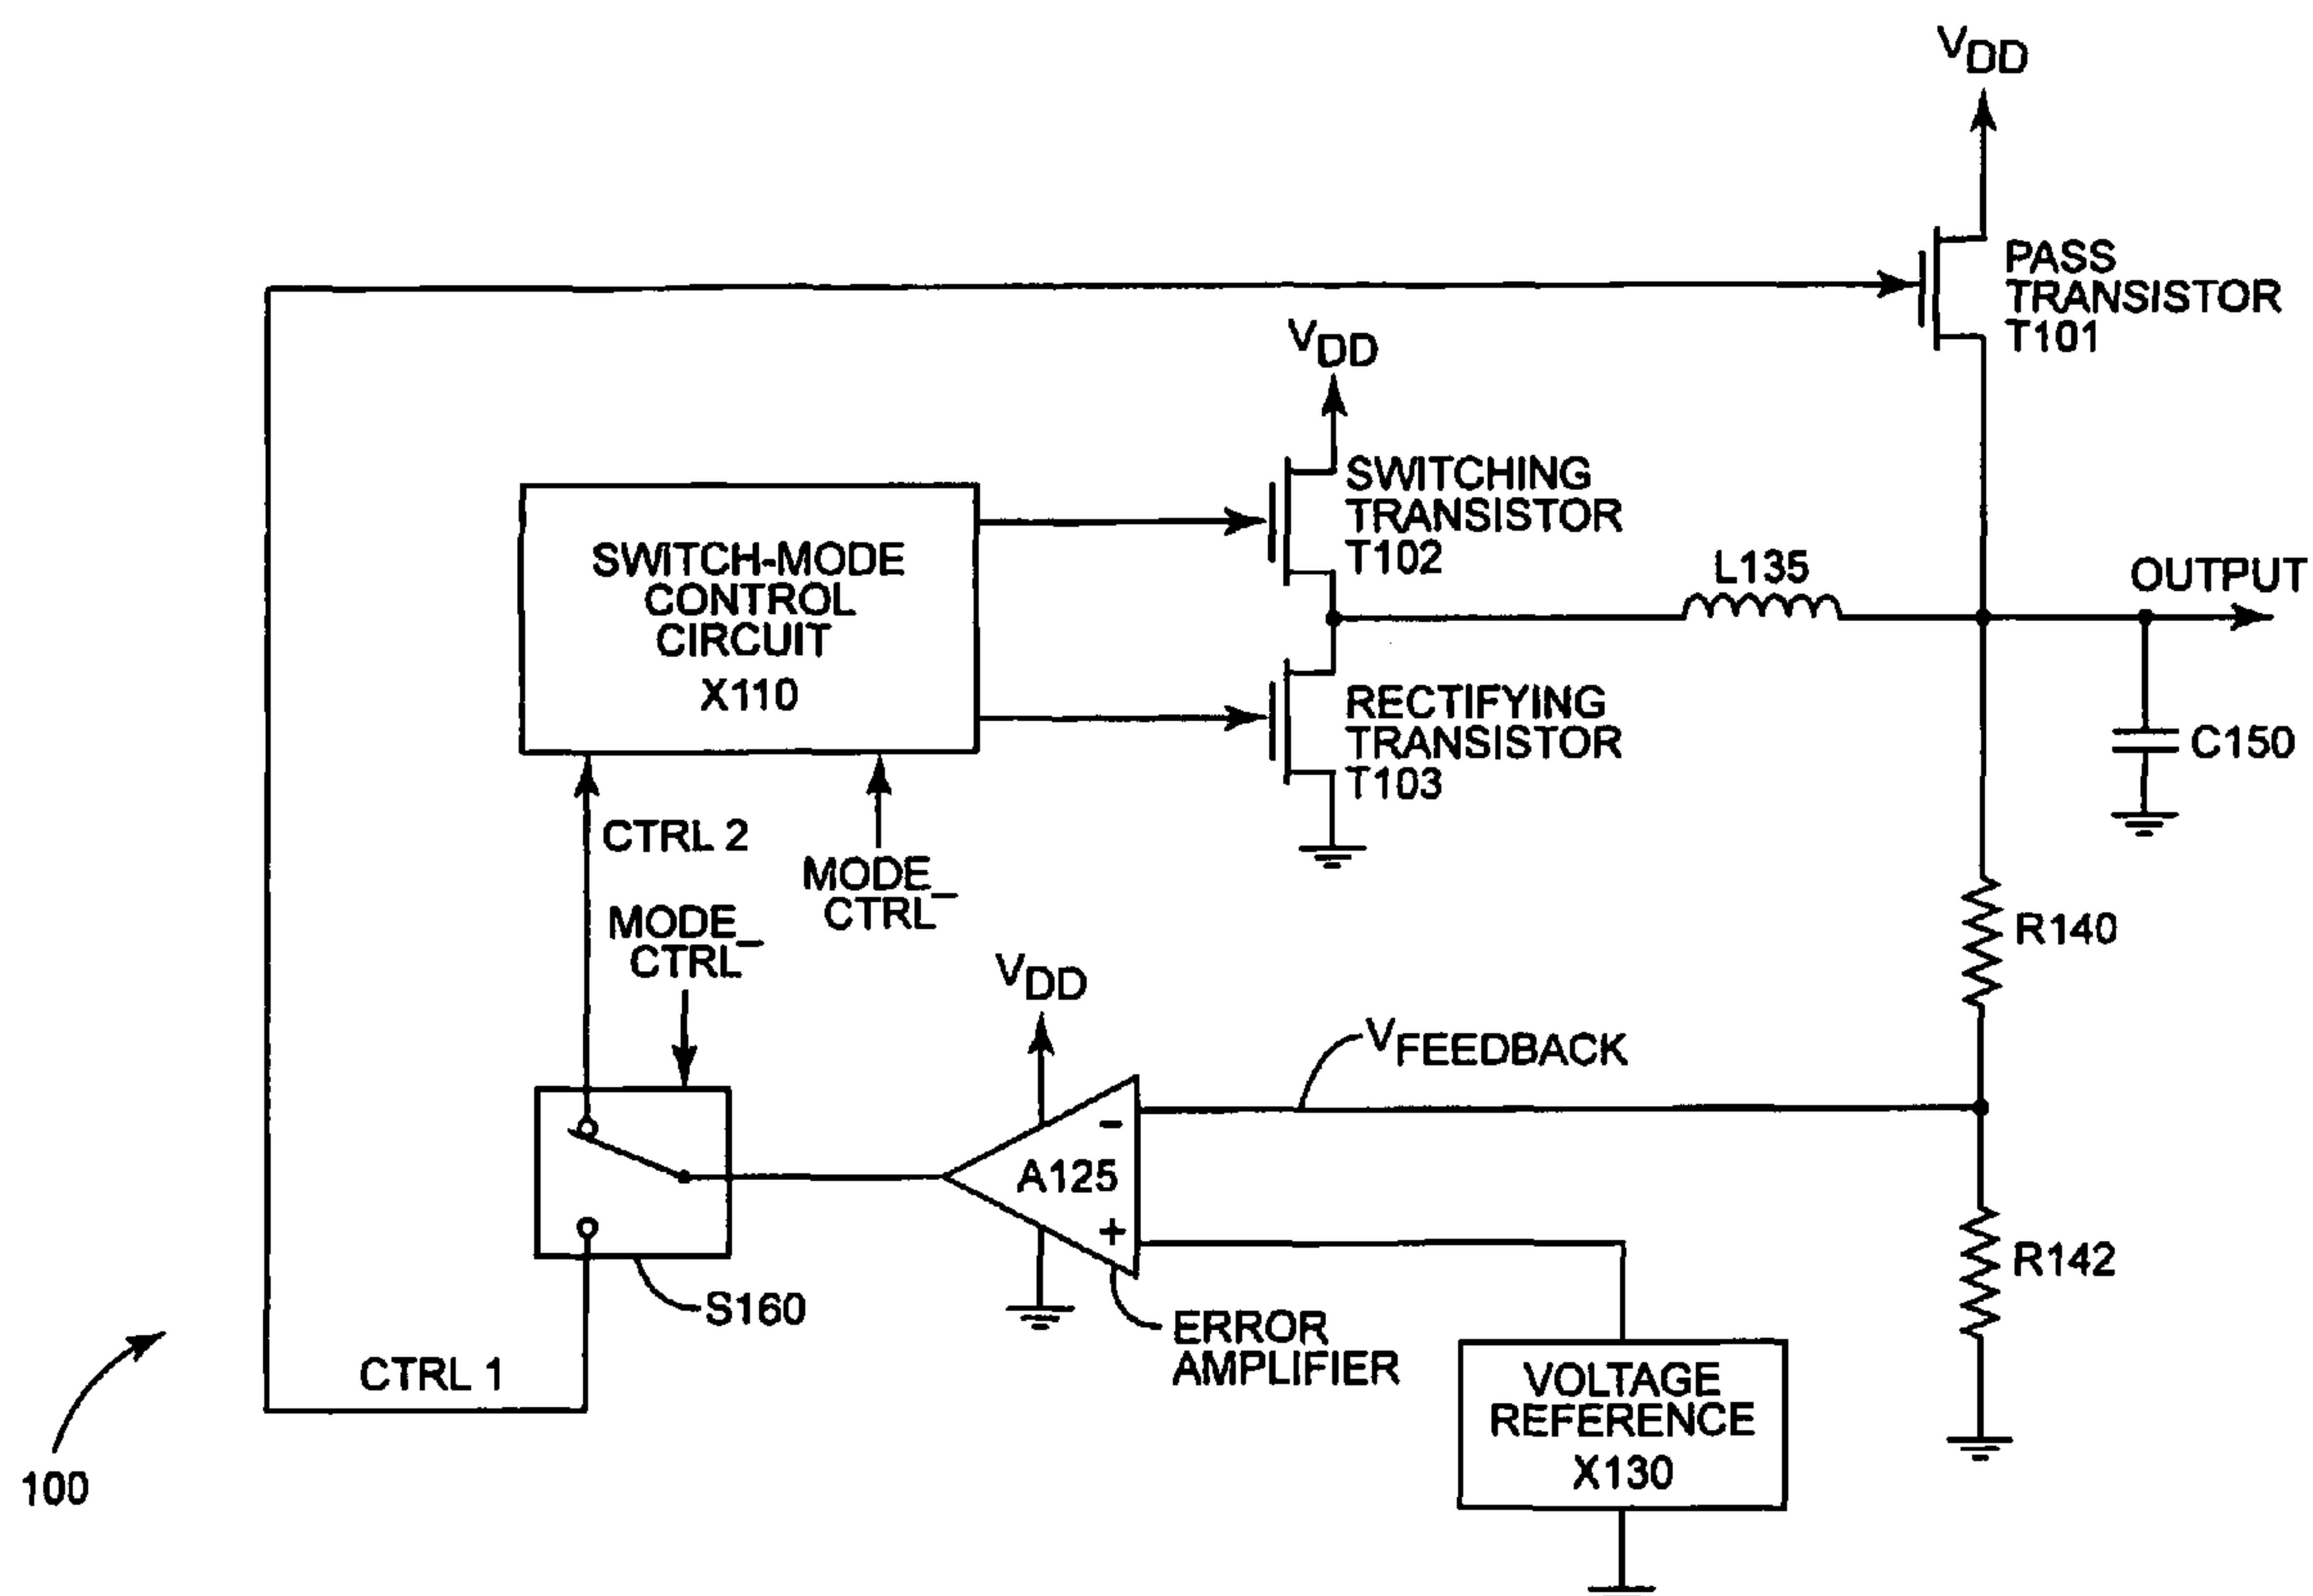 VDD
PASS
TRANSISTOR
T101
VDD
SWITCHING
TRANSISTOR
T102
SWITCH-MODE
CONTROL
CIRCUIT
X110
L135
OUTPUT
RECTIFYING
TRANSISTOR
T103
C150
CTRL 2
MODE_
CTRL
MODE_
CTRL
R140
VDD
VFEEDBACK
-
A125
+
S160
R142
ERROR
AMPLIFIER
CTRL 1
VOLTAGE
REFERENCE
X130
100